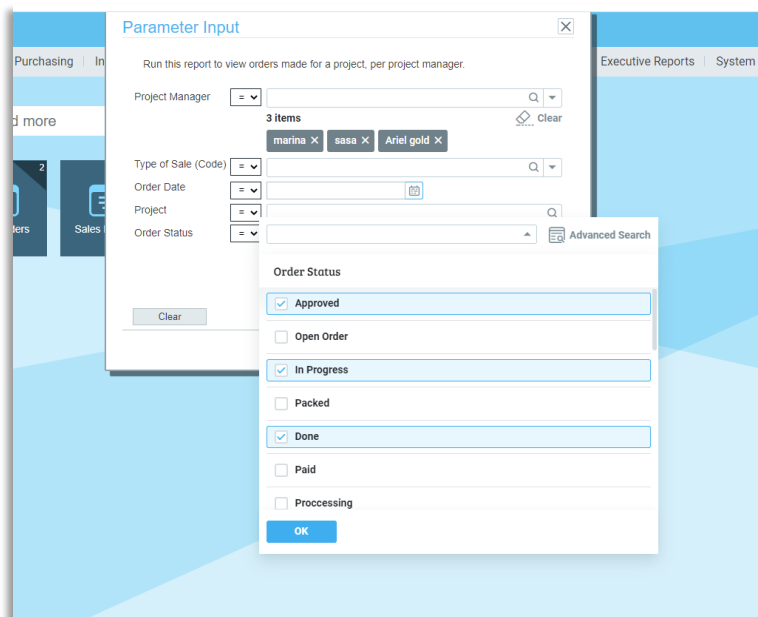 Parameter Input
Purchasing
In
Executive Reports
System
Run this report to view orders made for a project, per project manager.
Project Manager =
3 items Clear
marina sasa Ariel gold
d more
Type of Sale (Code) =
2
Order Date =
Project =
ers
Sales
Order Status = Advanced Search
Order Status
Approved
Clear
Open Order
In Progress
Packed
Done
Paid
Proccessing
OK